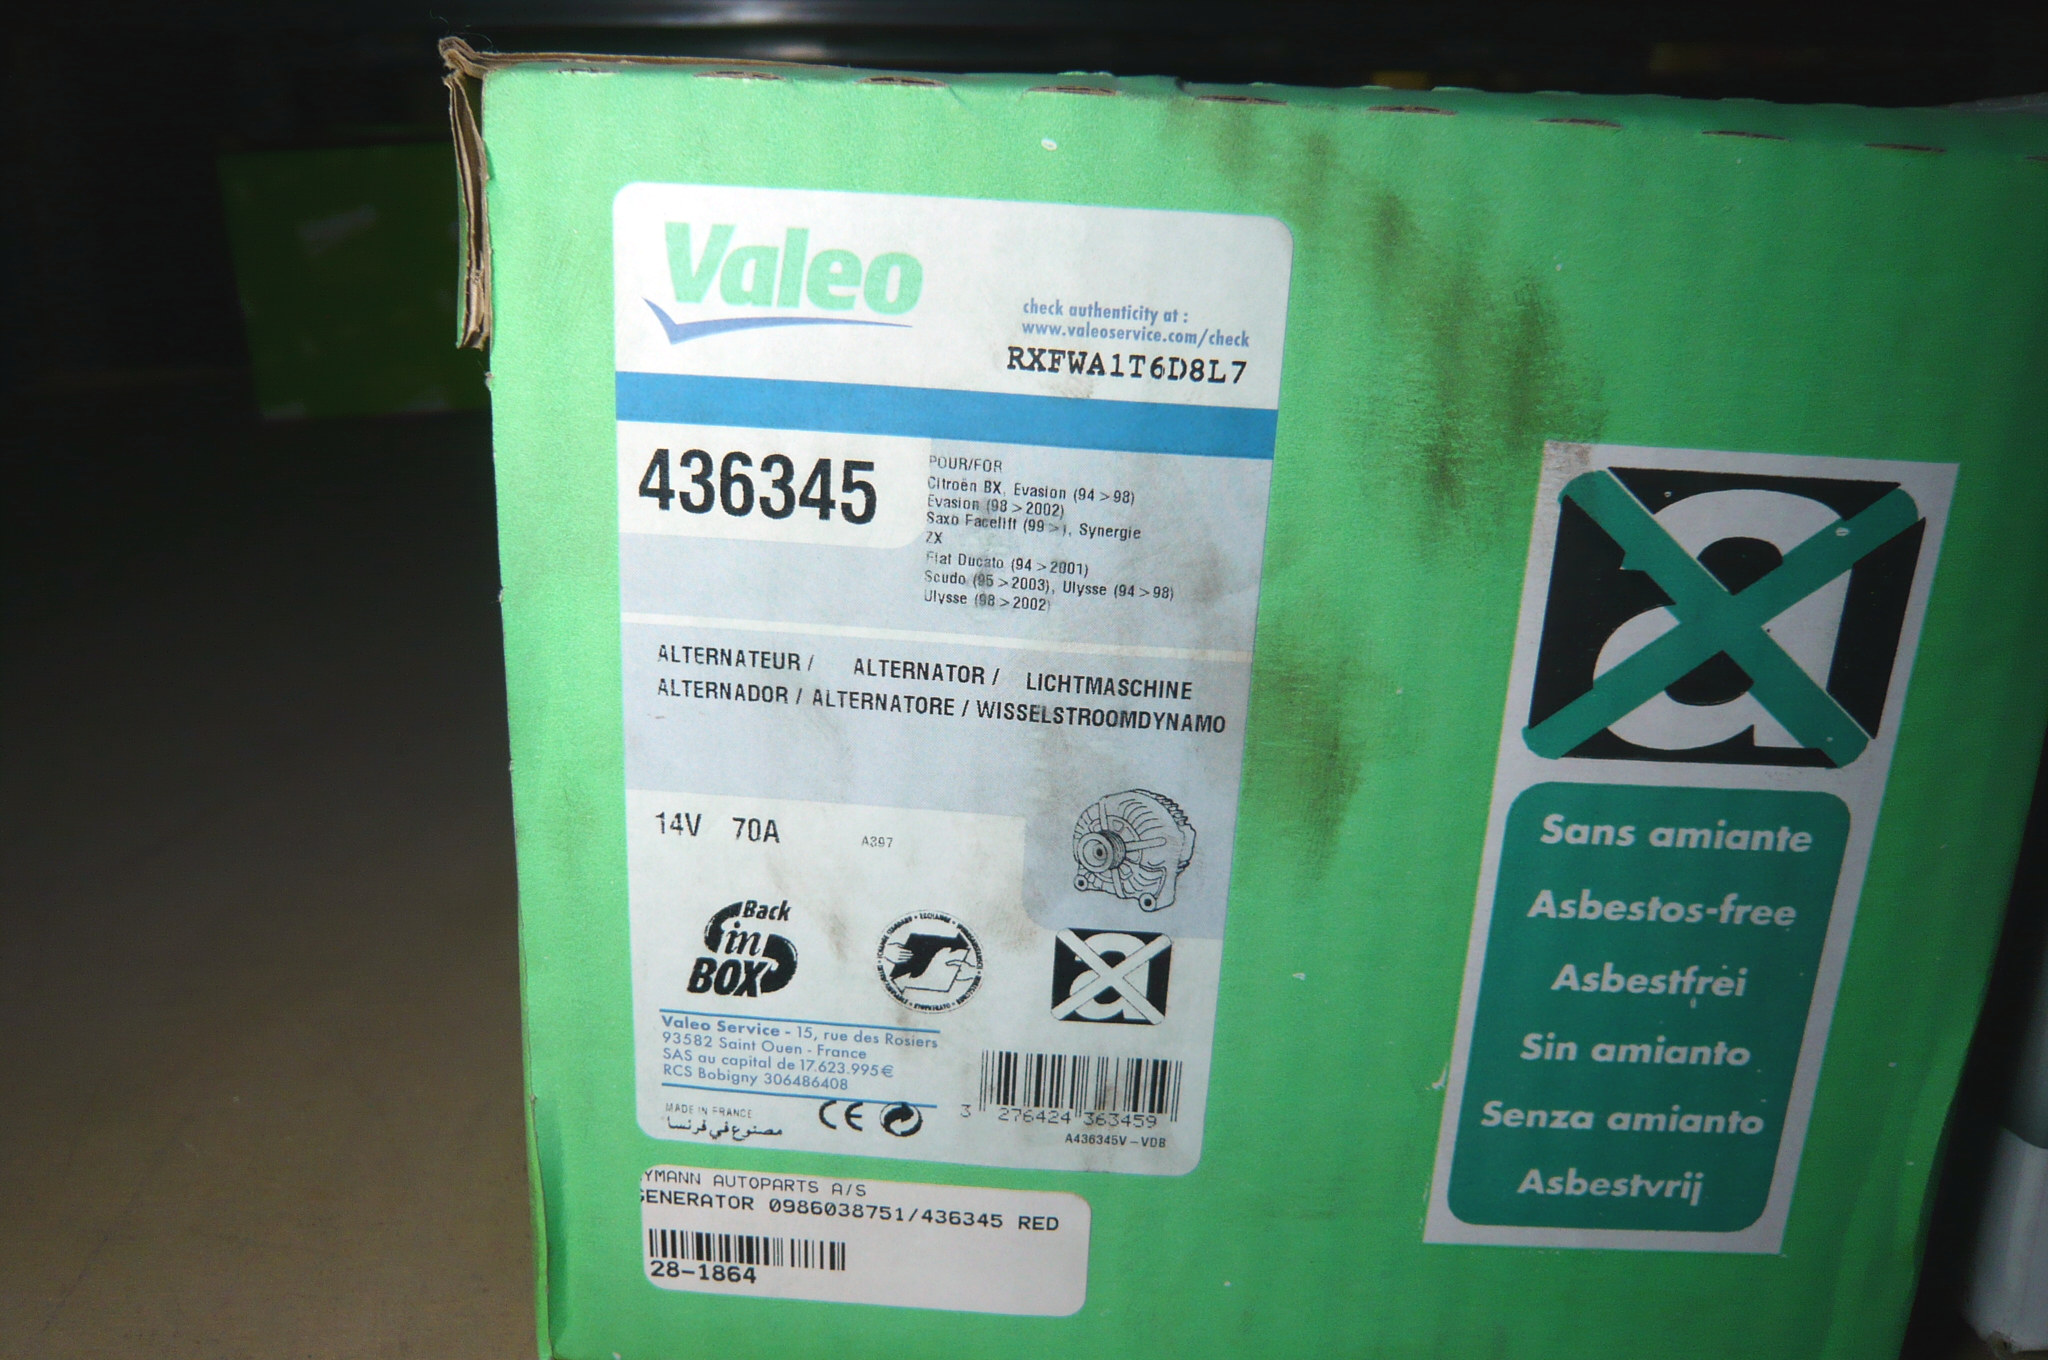 Valeo
check authenticity at :
www.valeoservice.com/check
RXFWA1T6D8L7
436345
POUR/FOR
Citroën BX, Evasion (94 > 98)
Evasion (98 > 2002)
Saxo Facelift (99 > ), Synergie
ZX
Fiat Ducato (94 > 2001)
Scudo (95 > 2003), Ulysse (94 > 98)
Ulysse (98 > 2002)
ALTERNATEUR / ALTERNATOR / LICHTMASCHINE
ALTERNADOR / ALTERNATORE / WISSELSTROOMDYNAMO
14V 70A A397
Back
in
BOX
a
Valeo Service - 15, rue des Rosiers
93582 Saint Ouen - France
SAS au capital de 17.623.995€
RCS Bobigny 306486408
MADE IN FRANCE
مصنوع في فرنسا
CE
3 276424 363459
A436345V-VDB
YMANN AUTOPARTS A/S
GENERATOR 0986038751/436345 RED
28-1864
a
Sans amiante
Asbestos-free
Asbestfrei
Sin amianto
Senza amianto
Asbestvrij